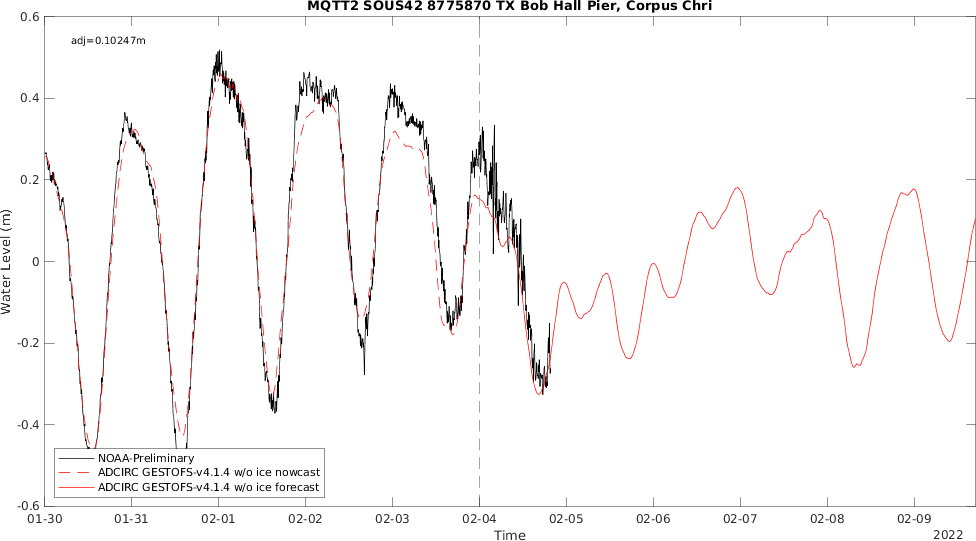 MQTT2 SOUS42 8775870 TX Bob Hall Pier, Corpus Chri
adj=0.10247m
0.6
0.4
0.2
0
-0.2
-0.4
-0.6
Water Level (m)
NOAA-Preliminary
ADCIRC GESTOFS-v4.1.4 w/o ice nowcast
ADCIRC GESTOFS-v4.1.4 w/o ice forecast
01-30 01-31 02-01 02-02 02-03 02-04 02-05 02-06 02-07 02-08 02-09
Time
2022